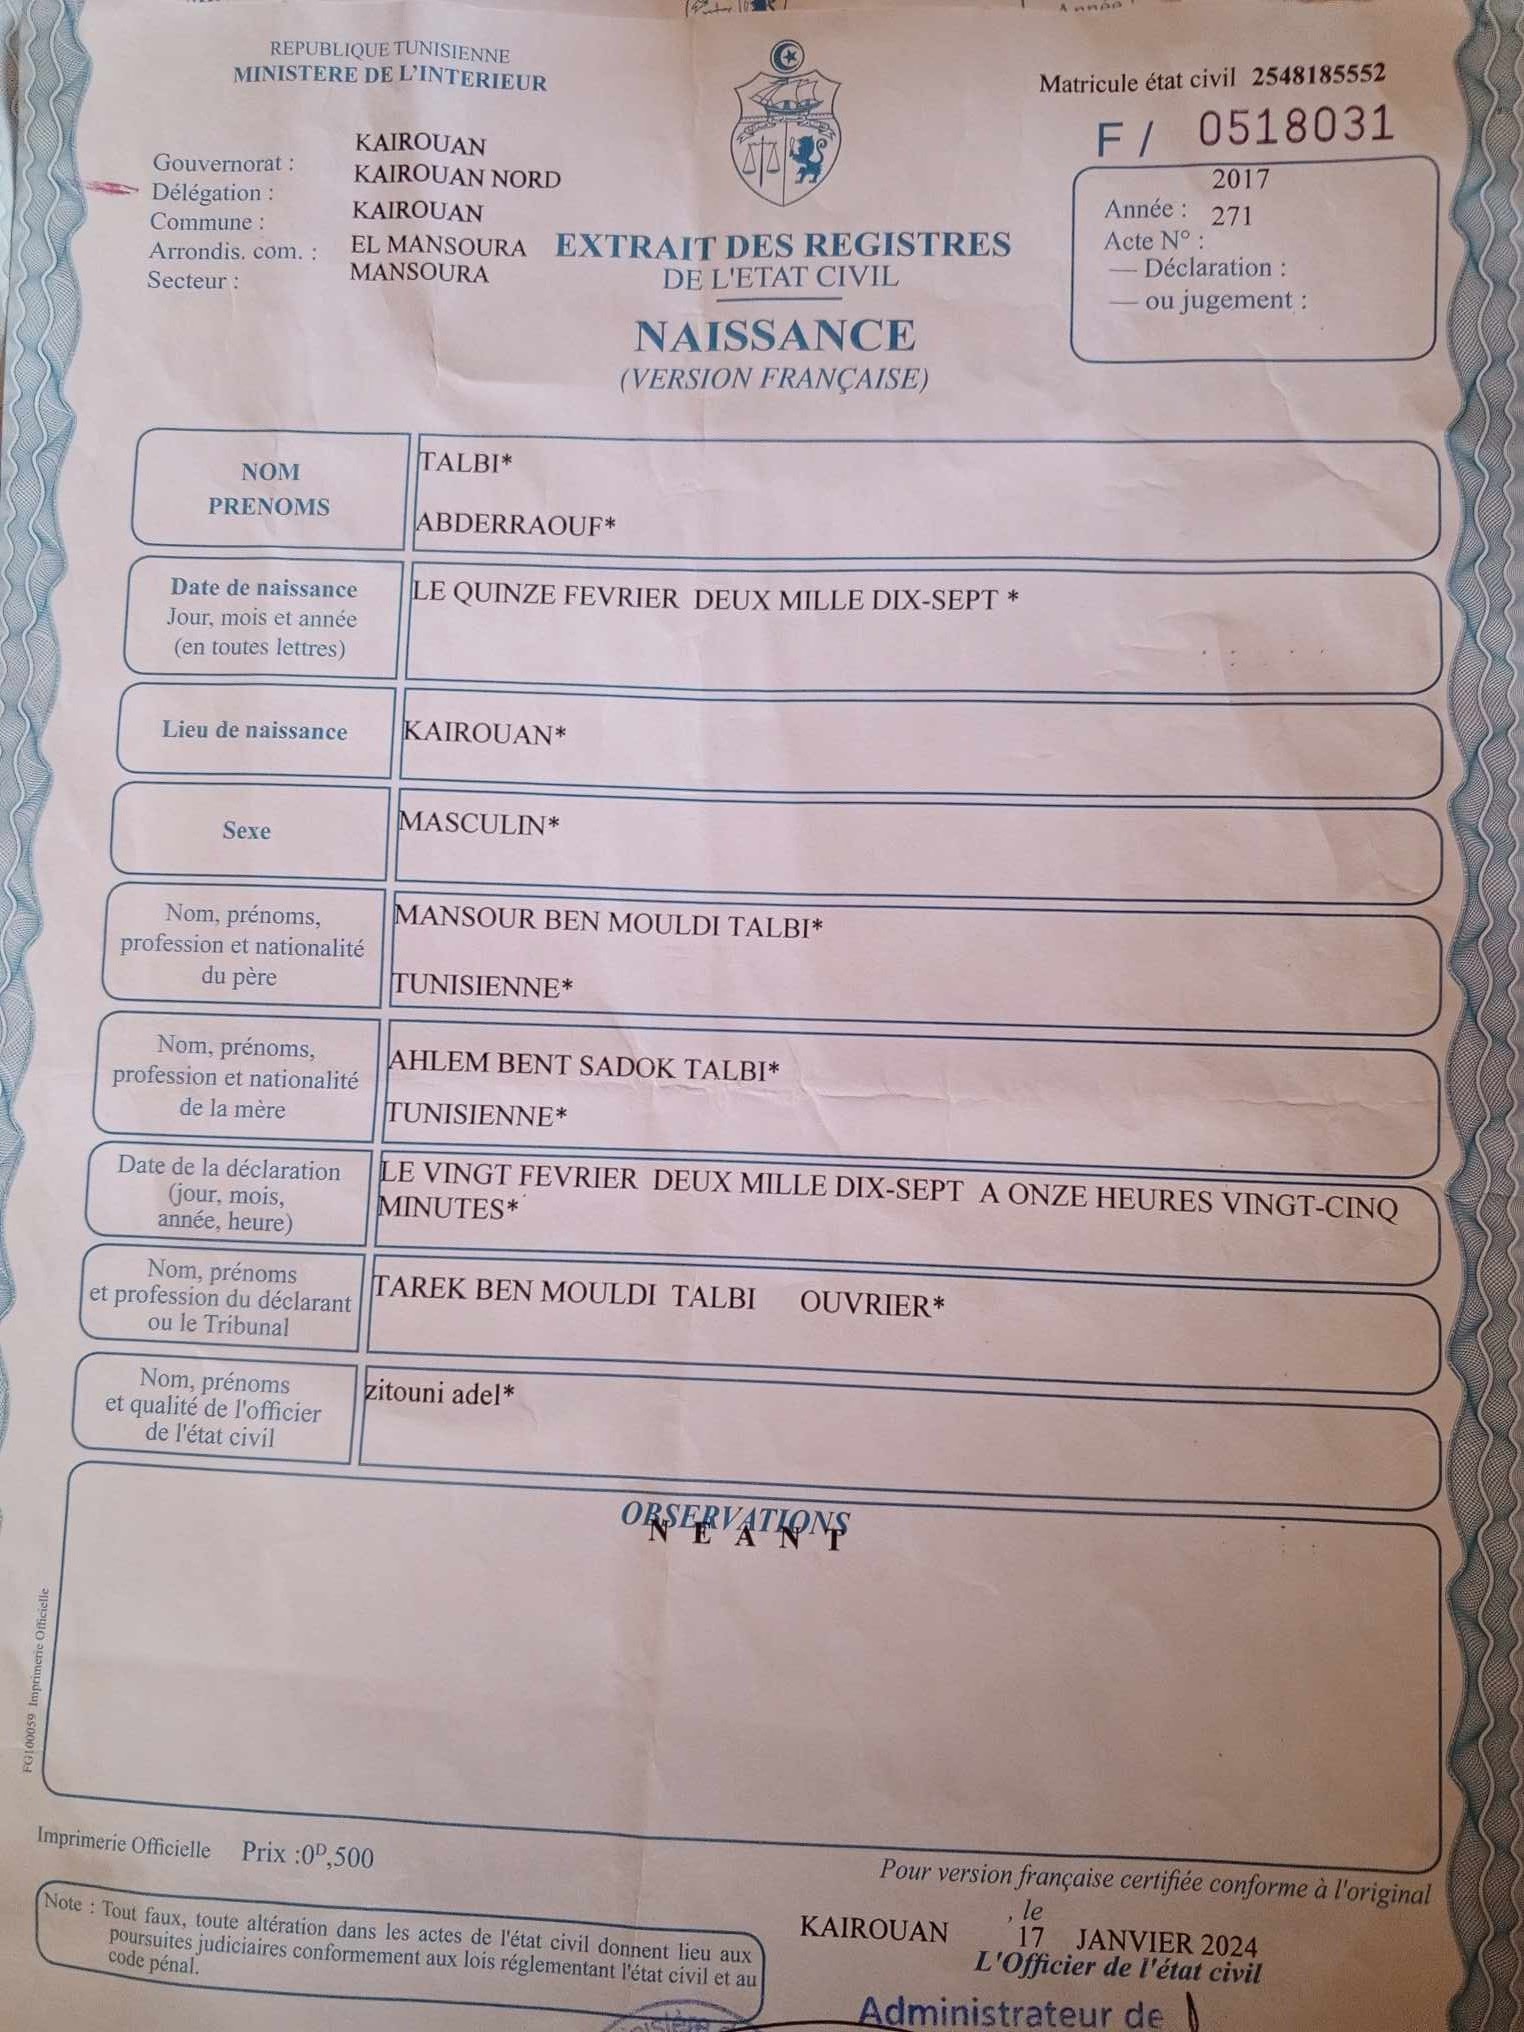 REPUBLIQUE TUNISIENNE
MINISTERE DE L'INTERIEUR
Matricule état civil 2548185552
F / 0518031
Gouvernorat : KAIROUAN
Délégation : KAIROUAN NORD
Commune : KAIROUAN
Arrondis. com. : EL MANSOURA
Secteur : MANSOURA
2017
Année : 271
Acte N° :
— Déclaration :
— ou jugement :
EXTRAIT DES REGISTRES
DE L'ETAT CIVIL
NAISSANCE
(VERSION FRANÇAISE)
NOM
PRENOMS
TALBI*
ABDERRAOUF*
Date de naissance
Jour, mois et année
(en toutes lettres)
LE QUINZE FEVRIER DEUX MILLE DIX-SEPT *
Lieu de naissance
KAIROUAN*
Sexe
MASCULIN*
Nom, prénoms,
profession et nationalité
du père
MANSOUR BEN MOULDI TALBI*
TUNISIENNE*
Nom, prénoms,
profession et nationalité
de la mère
AHLEM BENT SADOK TALBI*
TUNISIENNE*
Date de la déclaration
(jour, mois,
année, heure)
LE VINGT FEVRIER DEUX MILLE DIX-SEPT A ONZE HEURES VINGT-CINQ
MINUTES*
Nom, prénoms
et profession du déclarant
ou le Tribunal
TAREK BEN MOULDI TALBI OUVRIER*
Nom, prénoms
et qualité de l'officier
de l'état civil
zitouni adel*
OBSERVATIONS
N E A N T
FG100059 Imprimerie Officielle
Imprimerie Officielle Prix :0D,500
Note : Tout faux, toute altération dans les actes de l'état civil donnent lieu aux
poursuites judiciaires conformement aux lois réglementant l'état civil et au
code pénal.
Pour version française certifiée conforme à l'original
, le
KAIROUAN 17 JANVIER 2024
L'Officier de l'état civil
Administrateur de